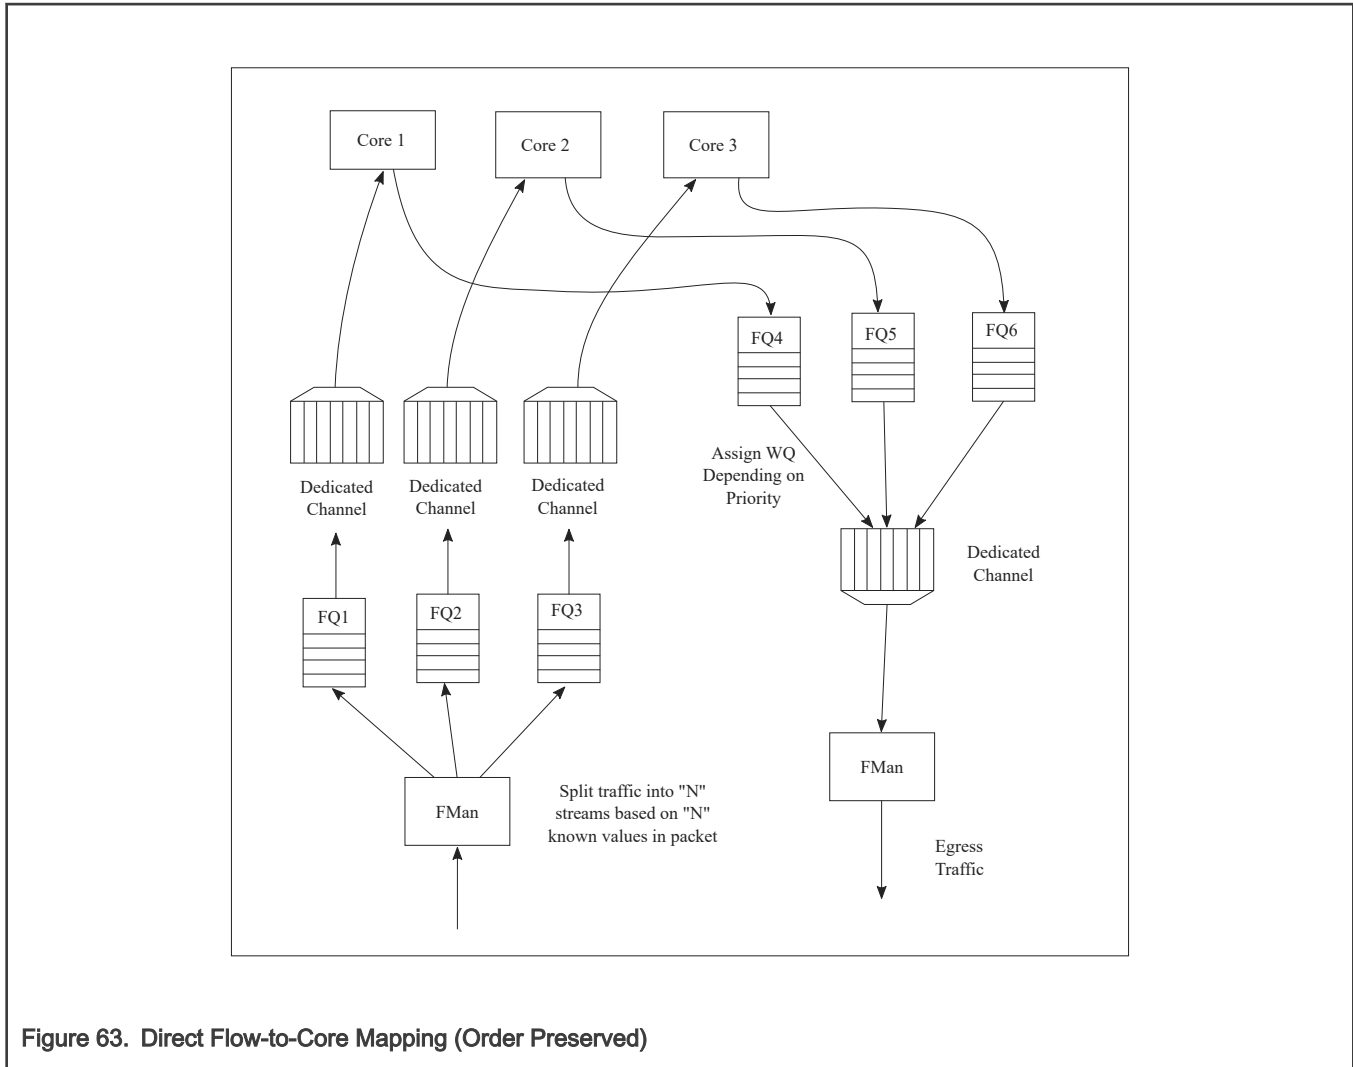 Core 1
Core 2
Core 3
FQ4
FQ5
FQ6
Assign WQ
Depending on
Priority
Dedicated
Channel
Dedicated
Channel
Dedicated
Channel
Dedicated
Channel
FQ1
FQ2
FQ3
FMan
Split traffic into "N"
streams based on "N"
known values in packet
FMan
Egress
Traffic
Figure 63. Direct Flow-to-Core Mapping (Order Preserved)